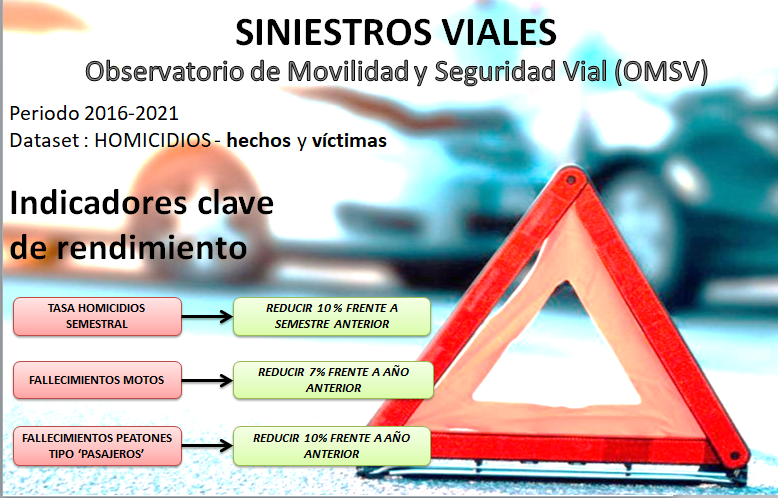 SINIESTROS VIALES
Observatorio de Movilidad y Seguridad Vial (OMSV)
Periodo 2016-2021
Dataset : HOMICIDIOS - hechos y víctimas
Indicadores clave
de rendimiento
TASA HOMICIDIOS
SEMESTRAL
REDUCIR 10% FRENTE A
SEMESTRE ANTERIOR
FALLECIMIENTOS MOTOS
REDUCIR 7% FRENTE A AÑO
ANTERIOR
FALLECIMIENTOS PEATONES
TIPO ‘PASAJEROS’
REDUCIR 10% FRENTE A AÑO
ANTERIOR